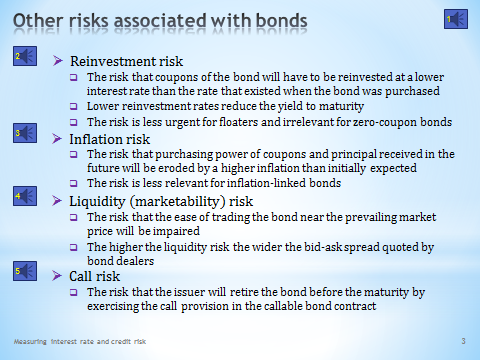 Other risks associated with bonds
1
2
Reinvestment risk
The risk that coupons of the bond will have to be reinvested at a lower
interest rate than the rate that existed when the bond was purchased
Lower reinvestment rates reduce the yield to maturity
The risk is less urgent for floaters and irrelevant for zero-coupon bonds
3
Inflation risk
The risk that purchasing power of coupons and principal received in the
future will be eroded by a higher inflation than initially expected
The risk is less relevant for inflation-linked bonds
4
Liquidity (marketability) risk
The risk that the ease of trading the bond near the prevailing market
price will be impaired
The higher the liquidity risk the wider the bid-ask spread quoted by
bond dealers
5
Call risk
The risk that the issuer will retire the bond before the maturity by
exercising the call provision in the callable bond contract
Measuring interest rate and credit risk
3